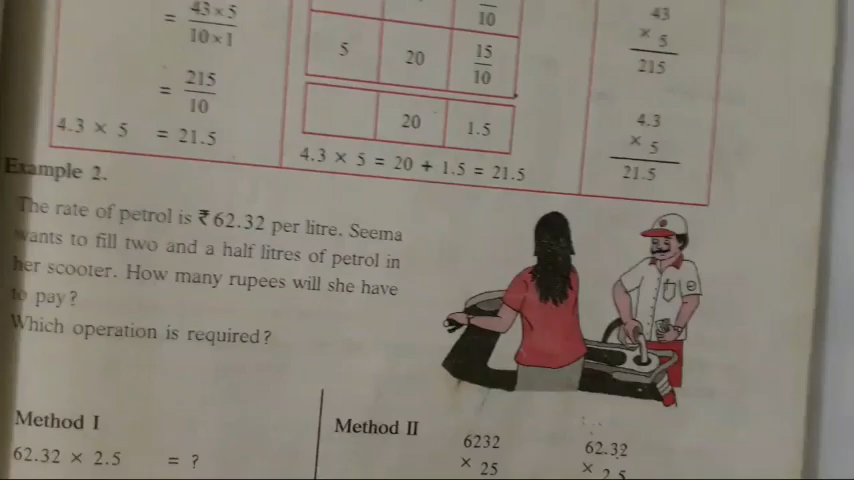 = 43 × 5 / 10 × 1
= 215 / 10
4.3 × 5 = 21.5
10
5 20 15/10
20 1.5
4.3 × 5 = 20 + 1.5 = 21.5
43
× 5
215
4.3
× 5
21.5
Example 2.
The rate of petrol is ₹ 62.32 per litre. Seema
wants to fill two and a half litres of petrol in
her scooter. How many rupees will she have
to pay?
Which operation is required?
Method I
62.32 × 2.5 = ?
Method II
6232
× 25
62.32
× 2.5